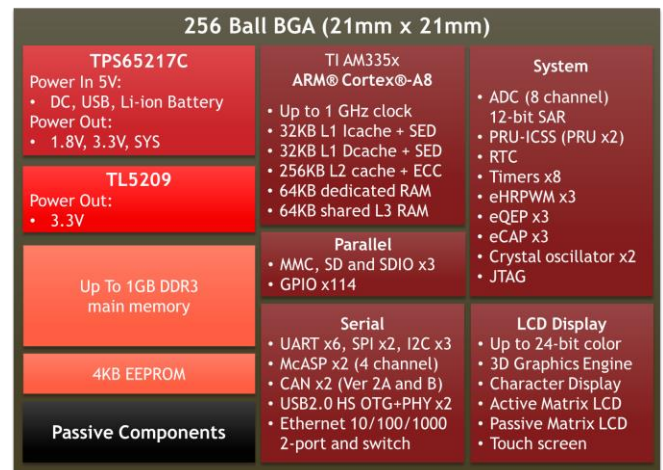 256 Ball BGA (21mm x 21mm)
TPS65217C
Power In 5V:
• DC, USB, Li-ion Battery
Power Out:
• 1.8V, 3.3V, SYS
TL5209
Power Out:
• 3.3V
Up To 1GB DDR3
main memory
4KB EEPROM
Passive Components
TI AM335x
ARM® Cortex®-A8
• Up to 1 GHz clock
• 32KB L1 Icache + SED
• 32KB L1 Dcache + SED
• 256KB L2 cache + ECC
• 64KB dedicated RAM
• 64KB shared L3 RAM
Parallel
• MMC, SD and SDIO x3
• GPIO x114
Serial
• UART x6, SPI x2, I2C x3
• McASP x2 (4 channel)
• CAN x2 (Ver 2A and B)
• USB2.0 HS OTG+PHY x2
• Ethernet 10/100/1000
2-port and switch
System
• ADC (8 channel)
12-bit SAR
• PRU-ICSS (PRU x2)
• RTC
• Timers x8
• eHRPWM x3
• eQEP x3
• eCAP x3
• Crystal oscillator x2
• JTAG
LCD Display
• Up to 24-bit color
• 3D Graphics Engine
• Character Display
• Active Matrix LCD
• Passive Matrix LCD
• Touch screen